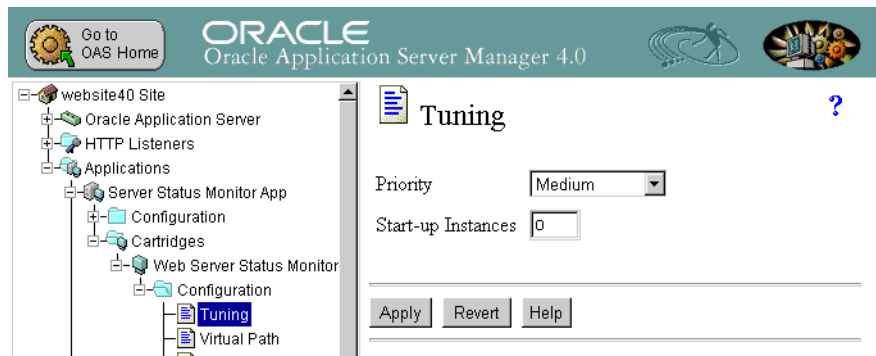 Go to
OAS Home
ORACLE
Oracle Application Server Manager 4.0
website40 Site
Oracle Application Server
HTTP Listeners
Applications
Server Status Monitor App
Configuration
Cartridges
Web Server Status Monitor
Configuration
Tuning
Virtual Path
Tuning
?
Priority Medium
Start-up Instances 0
Apply Revert Help